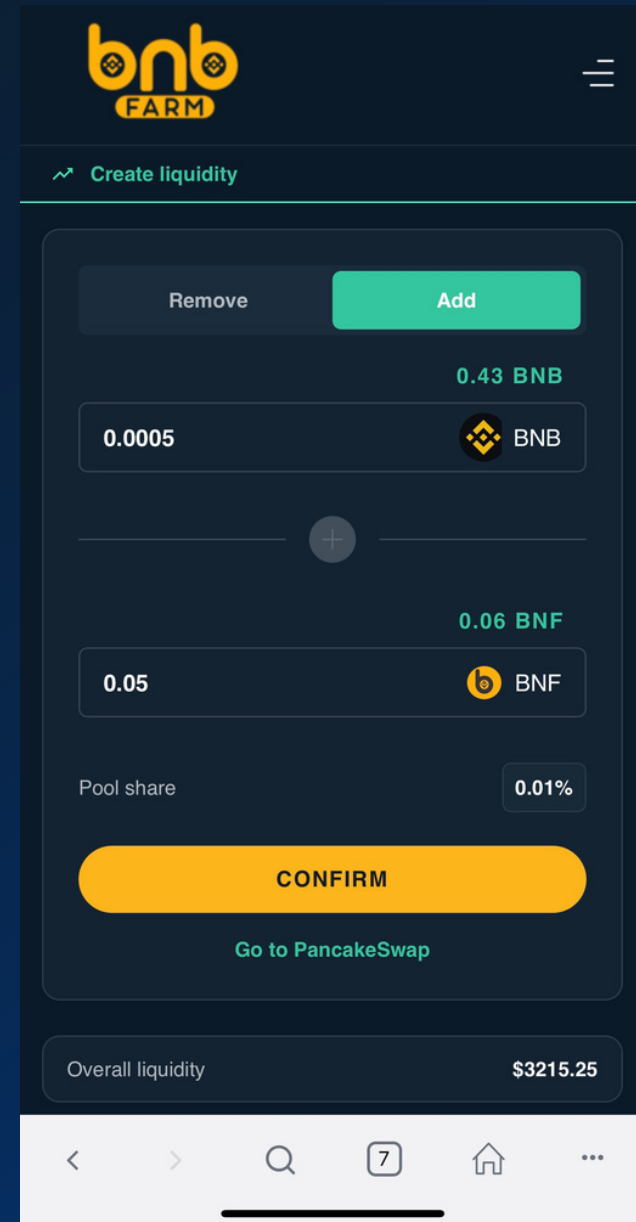 bnb
FARM
Create liquidity
Remove
Add
0.43 BNB
0.0005
BNB
0.06 BNF
0.05
BNF
Pool share
0.01%
CONFIRM
Go to PancakeSwap
Overall liquidity
$3215.25
7